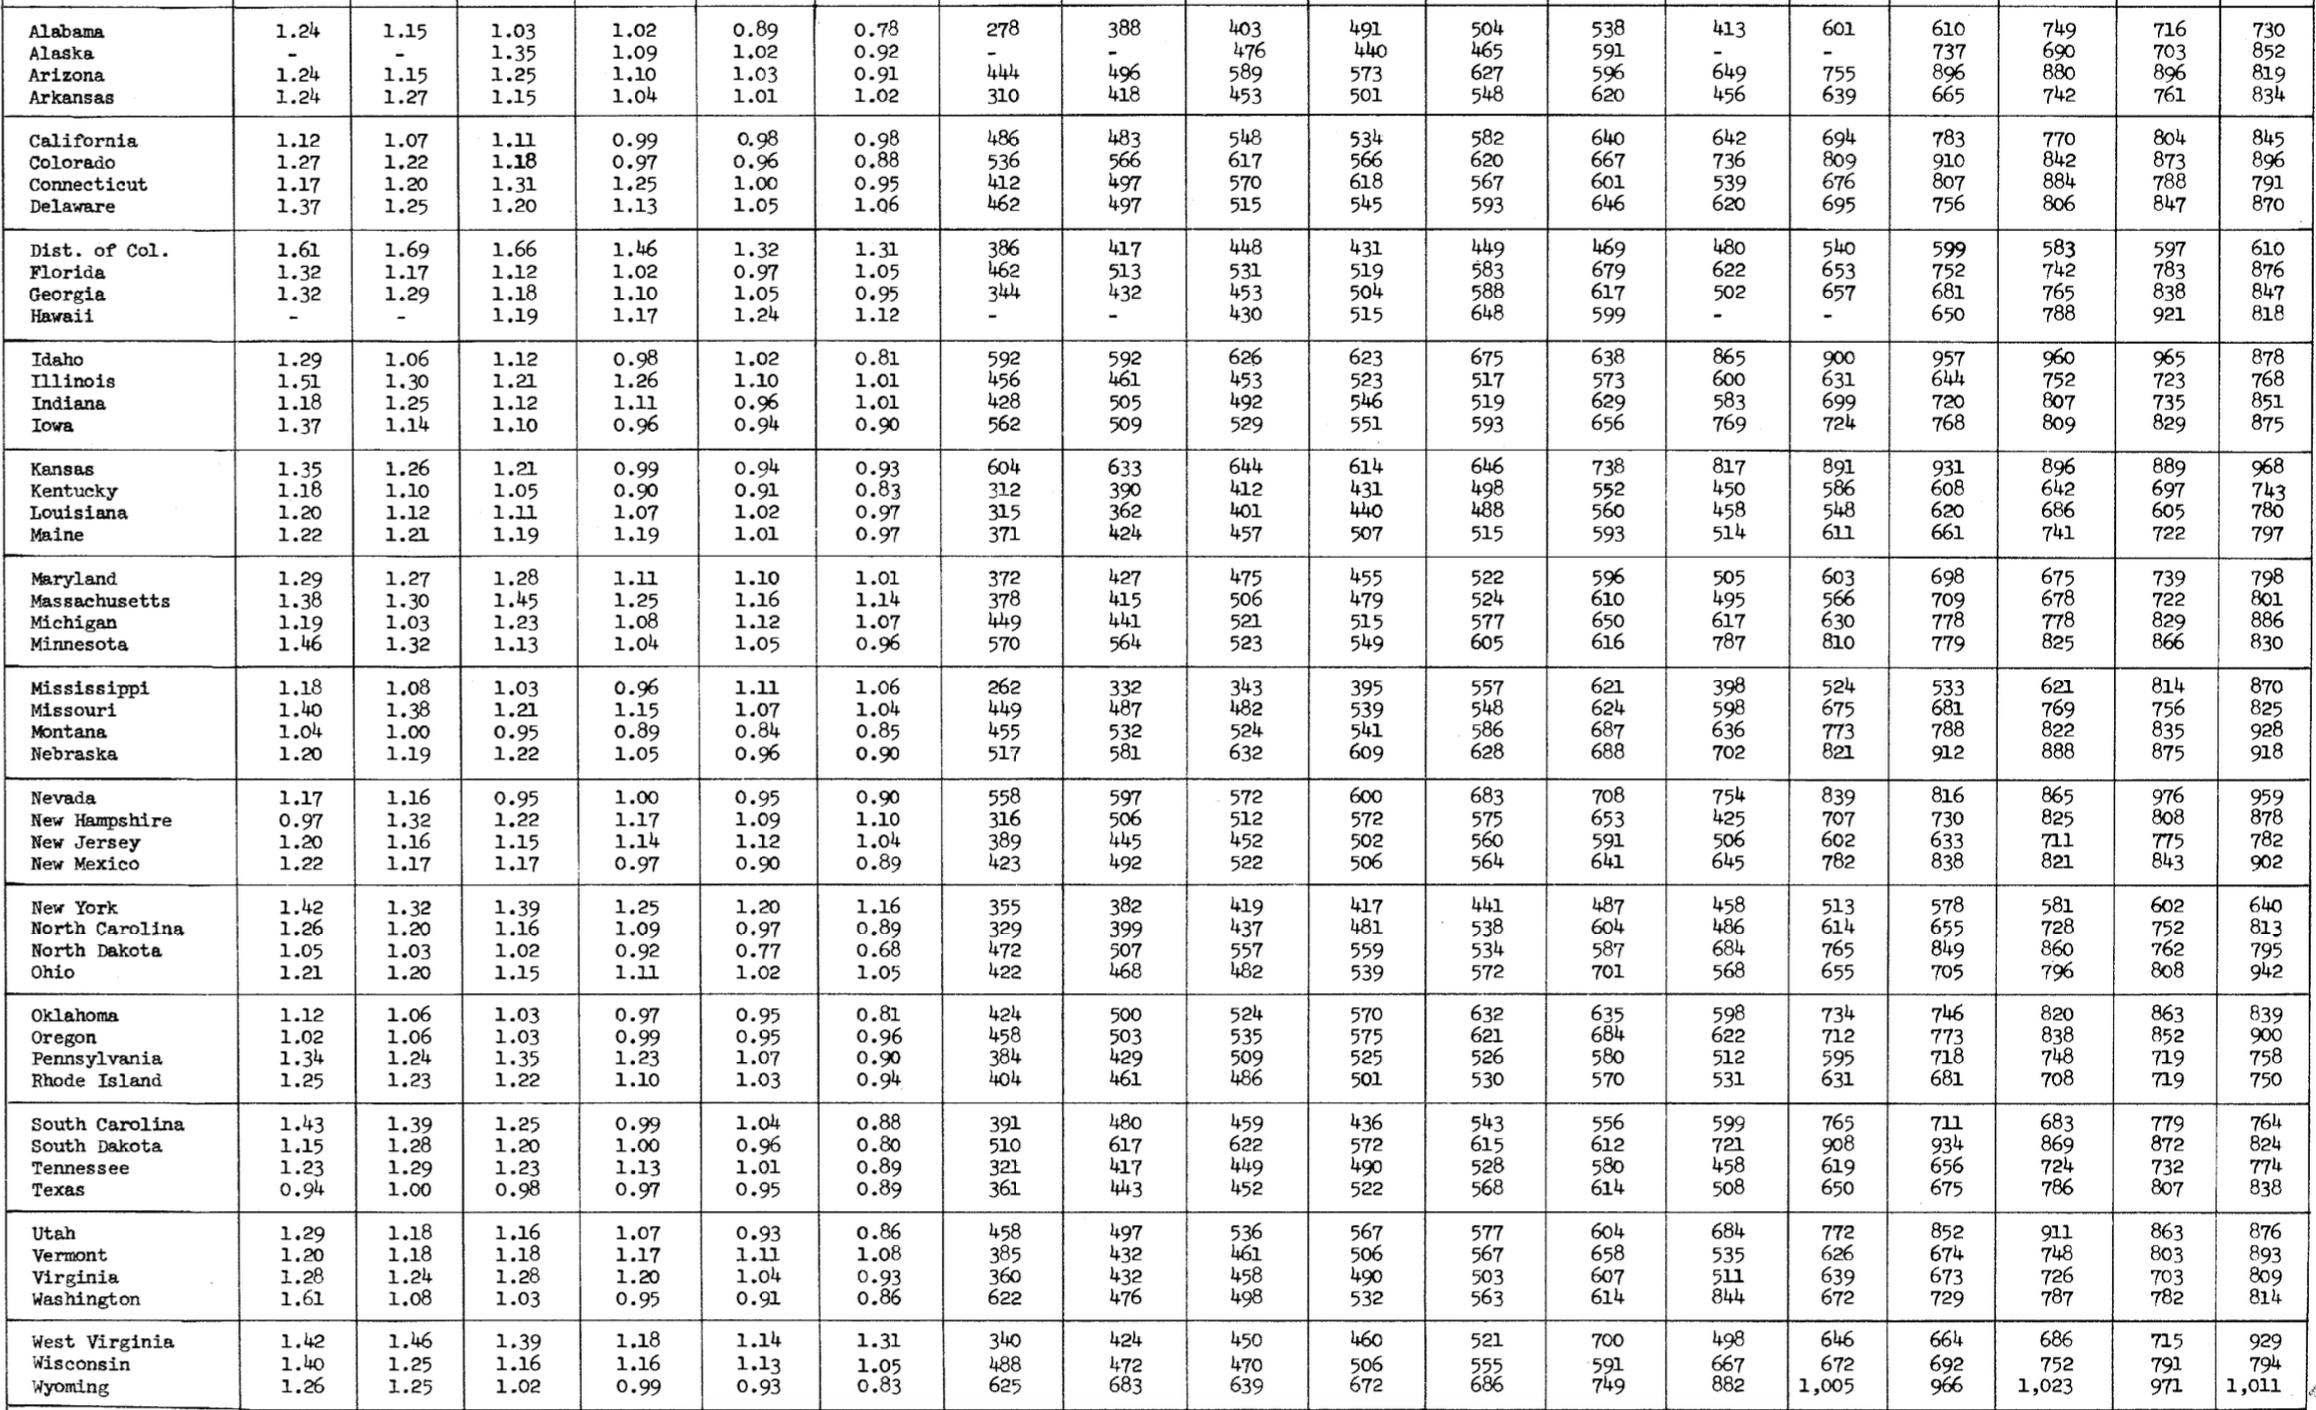 Alabama 1.24 1.15 1.03 1.02 0.89 0.78 278 388 403 491 504 538 413 601 610 749 716 730
Alaska - - 1.35 1.09 1.02 0.92 - - 476 440 465 591 - - 737 690 703 852
Arizona 1.24 1.15 1.25 1.10 1.03 0.91 444 496 589 573 627 596 649 755 896 880 896 819
Arkansas 1.24 1.27 1.15 1.04 1.01 1.02 310 418 453 501 548 620 456 639 665 742 761 834
California 1.12 1.07 1.11 0.99 0.98 0.98 486 483 548 534 582 640 642 694 783 770 804 845
Colorado 1.27 1.22 1.18 0.97 0.96 0.88 536 566 617 566 620 667 736 809 910 842 873 896
Connecticut 1.17 1.20 1.31 1.25 1.00 0.95 412 497 570 618 567 601 539 676 807 884 788 791
Delaware 1.37 1.25 1.20 1.13 1.05 1.06 462 497 515 545 593 646 620 695 756 806 847 870
Dist. of Col. 1.61 1.69 1.66 1.46 1.32 1.31 386 417 448 431 449 469 480 540 599 583 597 610
Florida 1.32 1.17 1.12 1.02 0.97 1.05 462 513 531 519 583 679 622 653 752 742 783 876
Georgia 1.32 1.29 1.18 1.10 1.05 0.95 344 432 453 504 588 617 502 657 681 765 838 847
Hawaii - - 1.19 1.17 1.24 1.12 - - 430 515 648 599 - - 650 788 921 818
Idaho 1.29 1.06 1.12 0.98 1.02 0.81 592 592 626 623 675 638 865 900 957 960 965 878
Illinois 1.51 1.30 1.21 1.26 1.10 1.01 456 461 453 523 517 573 600 631 644 752 723 768
Indiana 1.18 1.25 1.12 1.11 0.96 1.01 428 505 492 546 519 629 583 699 720 807 735 851
Iowa 1.37 1.14 1.10 0.96 0.94 0.90 562 509 529 551 593 656 769 724 768 809 829 875
Kansas 1.35 1.26 1.21 0.99 0.94 0.93 604 633 644 614 646 738 817 891 931 896 889 968
Kentucky 1.18 1.10 1.05 0.90 0.91 0.83 312 390 412 431 498 552 450 586 608 642 697 743
Louisiana 1.20 1.12 1.11 1.07 1.02 0.97 315 362 401 440 488 560 458 548 620 686 605 780
Maine 1.22 1.21 1.19 1.19 1.01 0.97 371 424 457 507 515 593 514 611 661 741 722 797
Maryland 1.29 1.27 1.28 1.11 1.10 1.01 372 427 475 455 522 596 505 603 698 675 739 798
Massachusetts 1.38 1.30 1.45 1.25 1.16 1.14 378 415 506 479 524 610 495 566 709 678 722 801
Michigan 1.19 1.03 1.23 1.08 1.12 1.07 449 441 521 515 577 650 617 630 778 778 829 886
Minnesota 1.46 1.32 1.13 1.04 1.05 0.96 570 564 523 549 605 616 787 810 779 825 866 830
Mississippi 1.18 1.08 1.03 0.96 1.11 1.06 262 332 343 395 557 621 398 524 533 621 814 870
Missouri 1.40 1.38 1.21 1.15 1.07 1.04 449 487 482 539 548 624 598 675 681 769 756 825
Montana 1.04 1.00 0.95 0.89 0.84 0.85 455 532 524 541 586 687 636 773 788 822 835 928
Nebraska 1.20 1.19 1.22 1.05 0.96 0.90 517 581 632 609 628 688 702 821 912 888 875 918
Nevada 1.17 1.16 0.95 1.00 0.95 0.90 558 597 572 600 683 708 754 839 816 865 976 959
New Hampshire 0.97 1.32 1.22 1.17 1.09 1.10 316 506 512 572 575 653 425 707 730 825 808 878
New Jersey 1.20 1.16 1.15 1.14 1.12 1.04 389 445 452 502 560 591 506 602 633 711 775 782
New Mexico 1.22 1.17 1.17 0.97 0.90 0.89 423 492 522 506 564 641 645 782 838 821 843 902
New York 1.42 1.32 1.39 1.25 1.20 1.16 355 382 419 417 441 487 458 513 578 581 602 640
North Carolina 1.26 1.20 1.16 1.09 0.97 0.89 329 399 437 481 538 604 486 614 655 728 752 813
North Dakota 1.05 1.03 1.02 0.92 0.77 0.68 472 507 557 559 534 587 684 765 849 860 762 795
Ohio 1.21 1.20 1.15 1.11 1.02 1.05 422 468 482 539 572 701 568 655 705 796 808 942
Oklahoma 1.12 1.06 1.03 0.97 0.95 0.81 424 500 524 570 632 635 598 734 746 820 863 839
Oregon 1.02 1.06 1.03 0.99 0.95 0.96 458 503 535 575 621 684 622 712 773 838 852 900
Pennsylvania 1.34 1.24 1.35 1.23 1.07 0.90 384 429 509 525 526 580 512 595 718 748 719 758
Rhode Island 1.25 1.23 1.22 1.10 1.03 0.94 404 461 486 501 530 570 531 631 681 708 719 750
South Carolina 1.43 1.39 1.25 0.99 1.04 0.88 391 480 459 436 543 556 599 765 711 683 779 764
South Dakota 1.15 1.28 1.20 1.00 0.96 0.80 510 617 622 572 615 612 721 908 934 869 872 824
Tennessee 1.23 1.29 1.23 1.13 1.01 0.89 321 417 449 490 528 580 458 619 656 724 732 774
Texas 0.94 1.00 0.98 0.97 0.95 0.89 361 443 452 522 568 614 508 650 675 786 807 838
Utah 1.29 1.18 1.16 1.07 0.93 0.86 458 497 536 567 577 604 684 772 852 911 863 876
Vermont 1.20 1.18 1.18 1.17 1.11 1.08 385 432 461 506 567 658 535 626 674 748 803 893
Virginia 1.28 1.24 1.28 1.20 1.04 0.93 360 432 458 490 503 607 511 639 673 726 703 809
Washington 1.61 1.08 1.03 0.95 0.91 0.86 622 476 498 532 563 614 844 672 729 787 782 814
West Virginia 1.42 1.46 1.39 1.18 1.14 1.31 340 424 450 460 521 700 498 646 664 686 715 929
Wisconsin 1.40 1.25 1.16 1.16 1.13 1.05 488 472 470 506 555 591 667 672 692 752 791 794
Wyoming 1.26 1.25 1.02 0.99 0.93 0.83 625 683 639 672 686 749 882 1,005 966 1,023 971 1,011